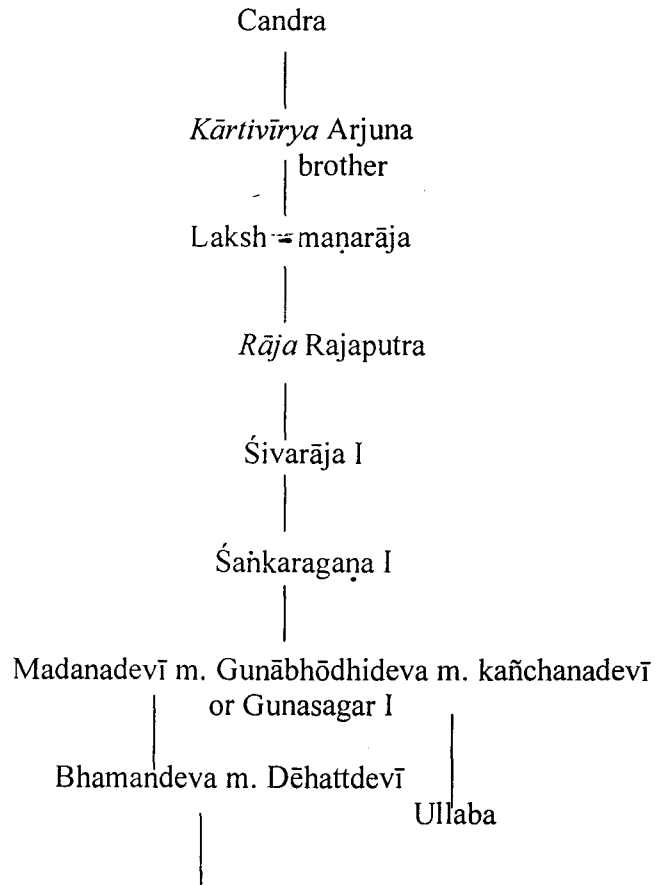 Candra
Kārtivīrya Arjuna
brother
Laksh-maṇarāja
Rāja Rajaputra
Śivarāja I
Śaṅkaragaṇa I
Madanadevī m. Gunābhōdhideva m. kañchanadevī
or Gunasagar I
Bhamandeva m. Dēhattdevī
Ullaba